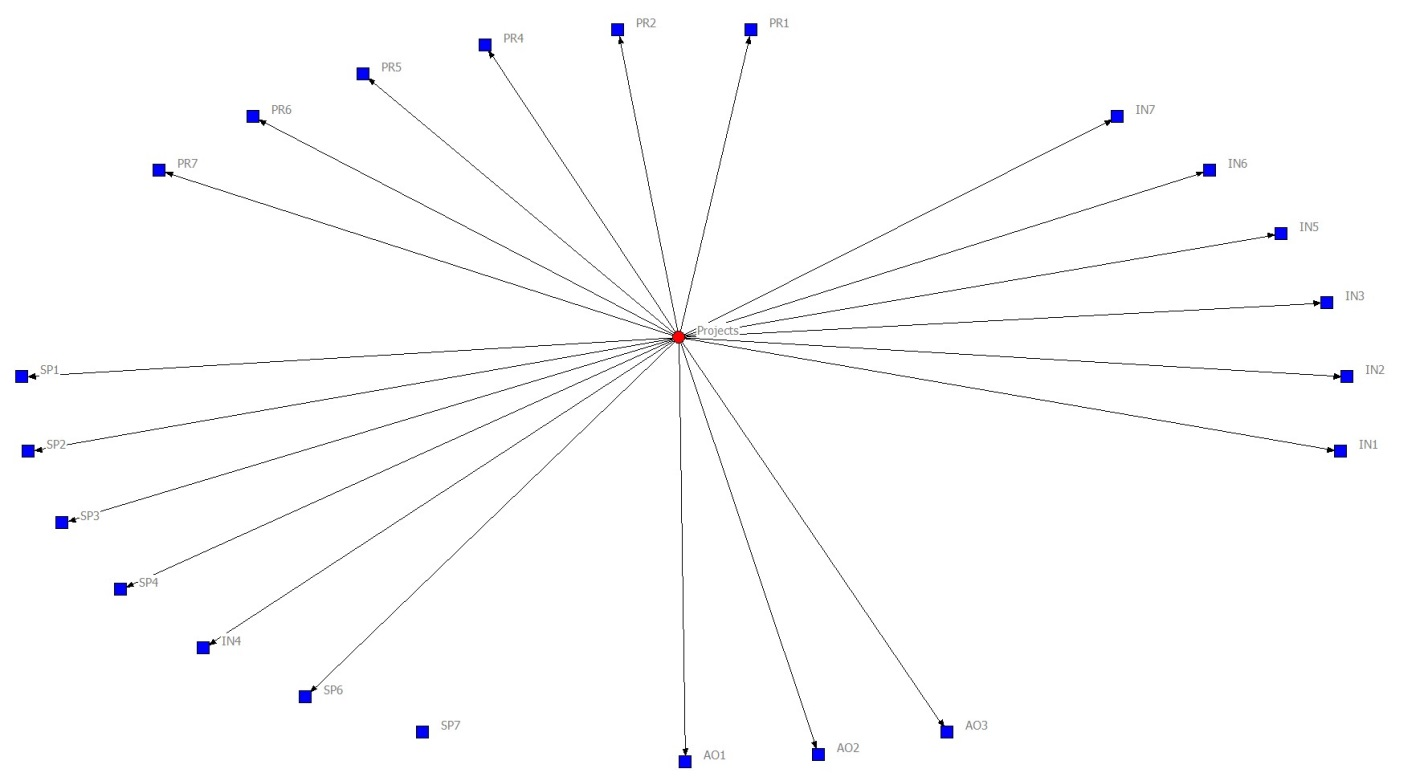 PR2
PR1
PR4
PR5
PR6
IN7
PR7
IN6
IN5
IN3
Projects
SP1
IN2
SP2
IN1
SP3
SP4
IN4
SP6
SP7
AO3
AO2
AO1